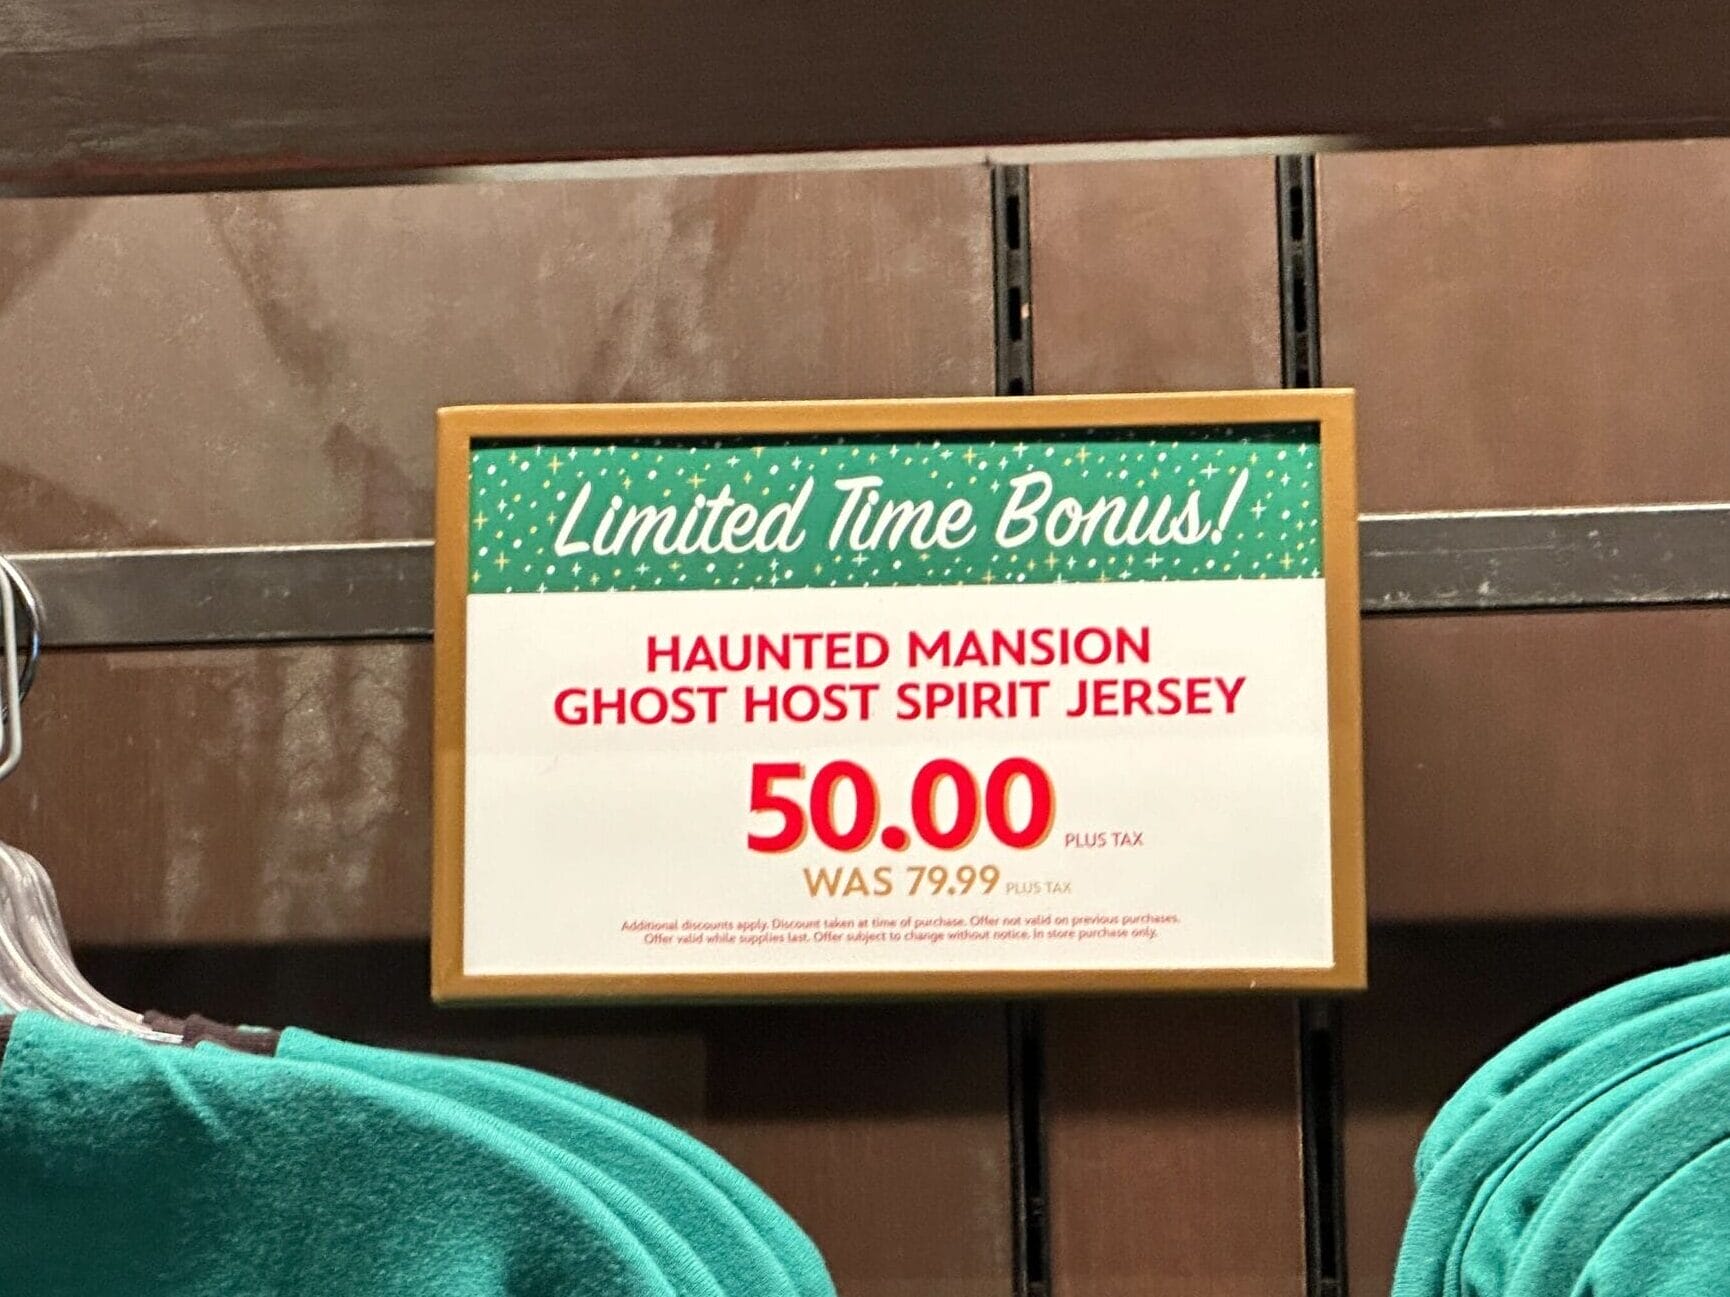 Limited Time Bonus!
HAUNTED MANSION
GHOST HOST SPIRIT JERSEY
50.00 PLUS TAX
WAS 79.99 PLUS TAX
Additional discounts apply. Discount taken at time of purchase. Offer not valid on previous purchases.
Offer valid while supplies last. Offer subject to change without notice. In store purchase only.